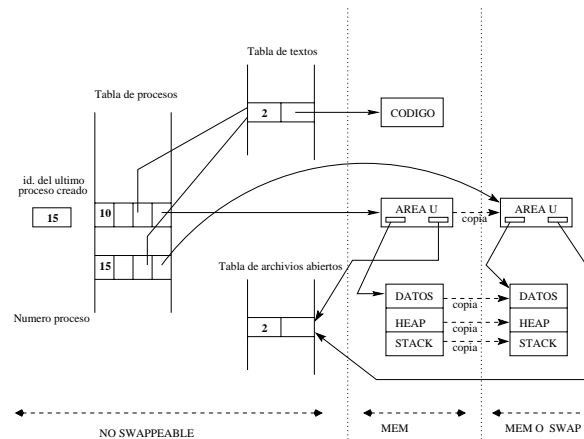 Tabla de textos
Tabla de procesos
2
CODIGO
id. del ultimo
proceso creado
15
10
AREA U
copia
AREA U
15
Tabla de archivios abiertos
DATOS
copia
DATOS
Numero proceso
2
HEAP
copia
HEAP
STACK
copia
STACK
NO SWAPPEABLE
MEM
MEM O SWAP